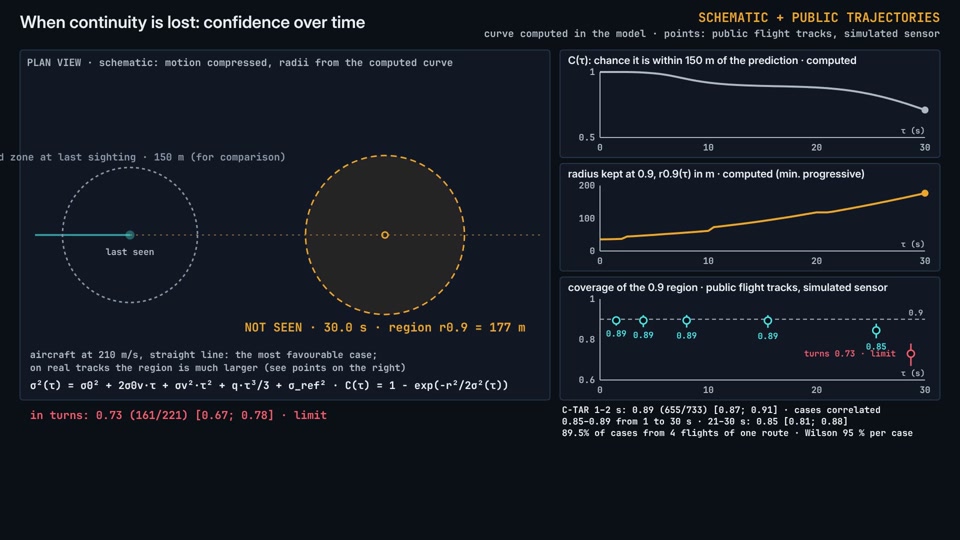 When continuity is lost: confidence over time
SCHEMATIC + PUBLIC TRAJECTORIES
curve computed in the model · points: public flight tracks, simulated sensor
PLAN VIEW · schematic: motion compressed, radii from the computed curve
zone at last sighting · 150 m (for comparison)
last seen
NOT SEEN · 30.0 s · region r0.9 = 177 m
aircraft at 210 m/s, straight line: the most favourable case;
on real tracks the region is much larger (see points on the right)
σ²(τ) = σ0² + 2σ0v·τ + σv²·τ² + q·τ³/3 + σ_ref² · C(τ) = 1 - exp(-r²/2σ²(τ))
in turns: 0.73 (161/221) [0.67; 0.78] · limit
C(τ): chance it is within 150 m of the prediction · computed
1
0.5
τ (s)
0 10 20 30
radius kept at 0.9, r0.9(τ) in m · computed (min. progressive)
200
100
0
τ (s)
0 10 20 30
coverage of the 0.9 region · public flight tracks, simulated sensor
1
0.9
0.8
0.89 0.89 0.89 0.89 0.85
turns 0.73 · limit
0.6
τ (s)
0 10 20 30
C-TAR 1–2 s: 0.89 (655/733) [0.87; 0.91] · cases correlated
0.85–0.89 from 1 to 30 s · 21–30 s: 0.85 [0.81; 0.88]
89.5% of cases from 4 flights of one route · Wilson 95 % per case